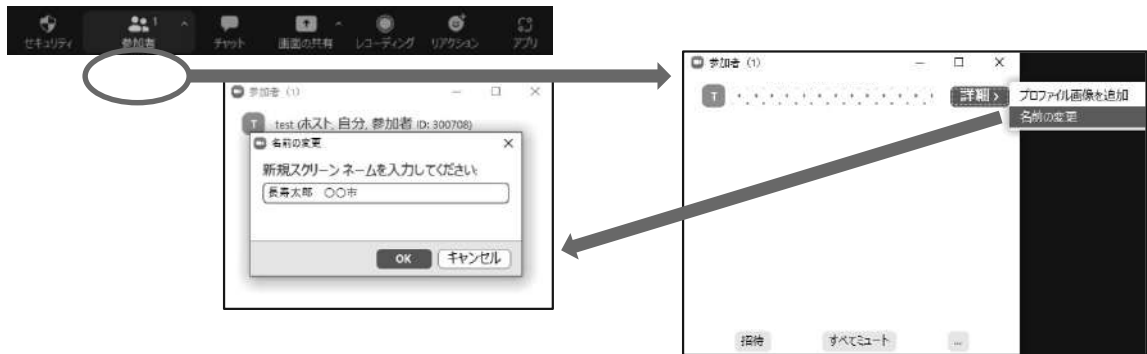 セキュリティ
参加者
1
チャット
画面の共有
レコーディング
リアクション
アプリ
参加者 (1)
T
test (ホスト, 自分, 参加者 ID: 300708)
名前の変更
新規スクリーン ネームを入力してください:
長寿太郎 〇〇市
OK
キャンセル
参加者 (1)
T
詳細 >
プロファイル画像を追加
名前の変更
招待
すべてミュート
...